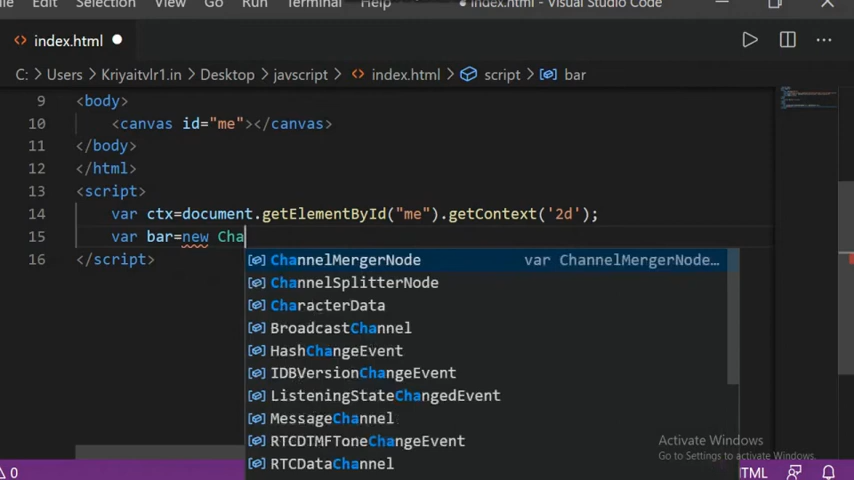 File Edit Selection View Go Run Terminal Help ● index.html - Visual Studio Code
<> index.html ●
C: > Users > Kriyaitvlr1.in > Desktop > javscript > <> index.html > script > bar
9 <body>
10 <canvas id="me"></canvas>
11 </body>
12 </html>
13 <script>
14 var ctx=document.getElementById("me").getContext('2d');
15 var bar=new Cha
16 </script>
ChannelMergerNode var ChannelMergerNode…
ChannelSplitterNode
CharacterData
BroadcastChannel
HashChangeEvent
IDBVersionChangeEvent
ListeningStateChangedEvent
MessageChannel
RTCDTMFToneChangeEvent
RTCDataChannel
Activate Windows
Go to Settings to activate Windows.
0 HTML